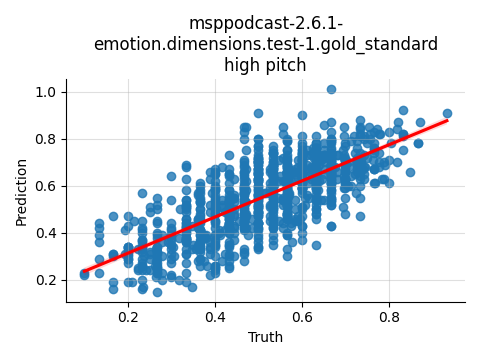 msppodcast-2.6.1-
emotion.dimensions.test-1.gold_standard
high pitch
1.0
0.8
0.6
0.4
0.2
Prediction
0.2 0.4 0.6 0.8
Truth